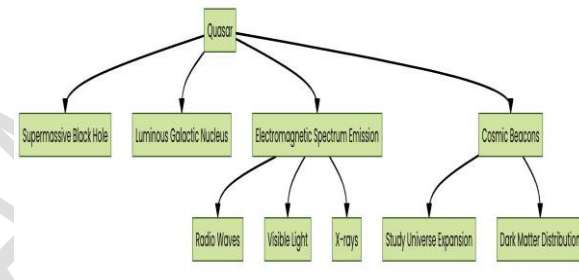 Quasar
Supermassive Black Hole
Luminous Galactic Nucleus
Electromagnetic Spectrum Emission
Cosmic Beacons
Radio Waves
Visible Light
X-rays
Study Universe Expansion
Dark Matter Distribution